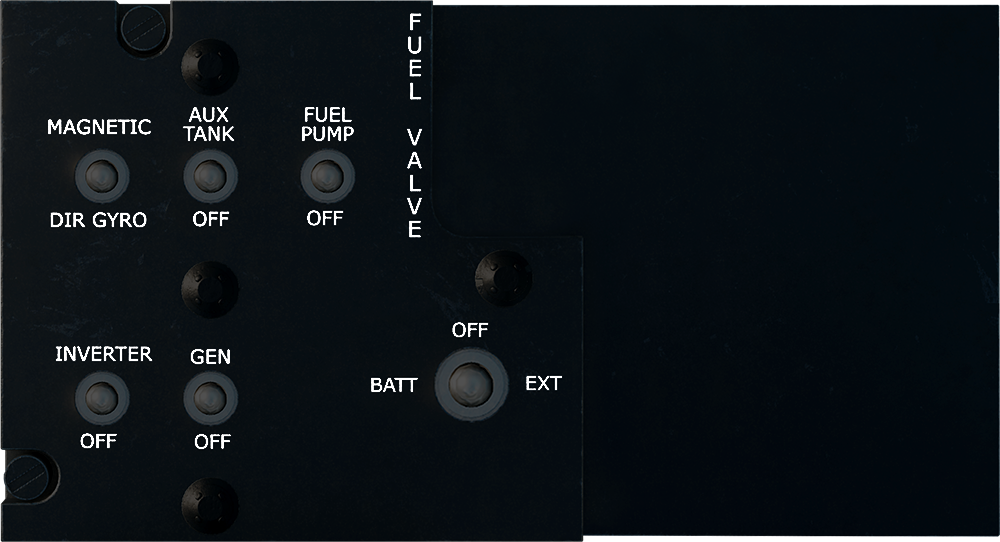 FUEL VALVE
MAGNETIC
AUX
TANK
FUEL
PUMP
DIR GYRO
OFF
OFF
OFF
INVERTER
GEN
BATT
EXT
OFF
OFF